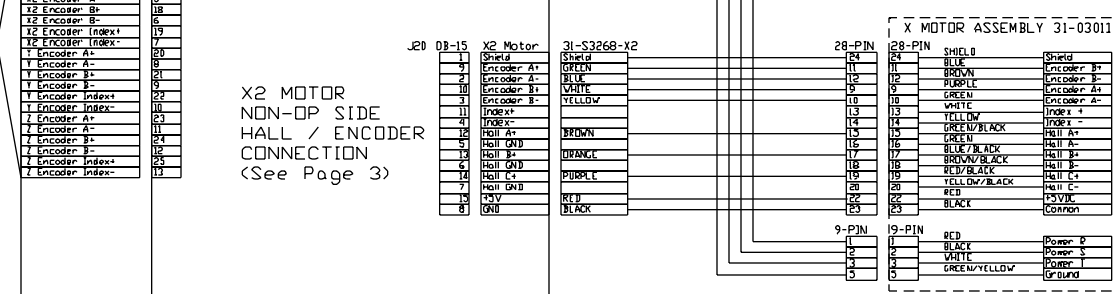 X2 Encoder B+ 18
X2 Encoder B- 6
X2 Encoder Index+ 19
X2 Encoder Index- 7
Y Encoder A+ 20
Y Encoder A- 8
Y Encoder B+ 21
Y Encoder B- 9
Y Encoder Index+ 22
Y Encoder Index- 10
Z Encoder A+ 23
Z Encoder A- 11
Z Encoder B+ 24
Z Encoder B- 12
Z Encoder Index+ 25
Z Encoder Index- 13
X2 MOTOR
NON-OP SIDE
HALL / ENCODER
CONNECTION
(See Page 3)
J2D DB-15 X2 Motor 31-S3268-X2
1 Shield Shield
9 Encoder A+ GREEN
2 Encoder A- BLUE
10 Encoder B+ WHITE
3 Encoder B- YELLOW
11 Index+
4 Index-
12 Hall A+ BROWN
5 Hall GND
13 Hall B+ ORANGE
6 Hall GND
14 Hall C+ PURPLE
7 Hall GND
15 +5V RED
8 GND BLACK
X MOTOR ASSEMBLY 31-03011
28-PIN 28-PIN
24 24 SHIELD Shield
11 11 BLUE Encoder B+
12 12 BROWN Encoder B-
9 9 PURPLE Encoder A+
10 10 GREEN Encoder A-
13 13 WHITE Index +
14 14 YELLOW Index -
15 15 GREEN/BLACK Hall A+
16 16 GREEN Hall A-
17 17 BLUE/BLACK Hall B+
18 18 BROWN/BLACK Hall B-
19 19 RED/BLACK Hall C+
20 20 YELLOW/BLACK Hall C-
22 22 RED +5VDC
23 23 BLACK Common
9-PIN 9-PIN
1 1 RED Power R
2 2 BLACK Power S
3 3 WHITE Power T
5 5 GREEN/YELLOW Ground